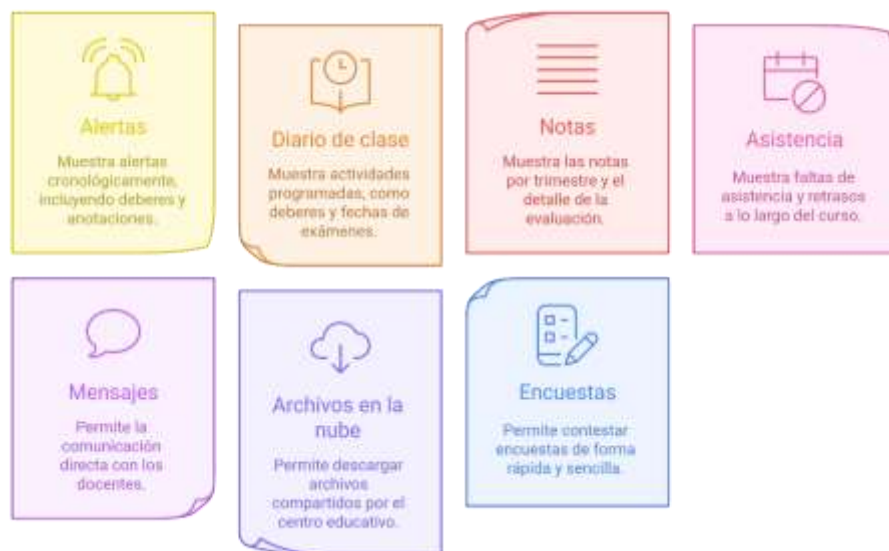 Alertas
Muestra alertas
cronológicamente,
incluyendo deberes y
anotaciones.
Diario de clase
Muestra actividades
programadas, como
deberes y fechas de
exámenes.
Notas
Muestra las notas
por trimestre y el
detalle de la
evaluación.
Asistencia
Muestra faltas de
asistencia y retrasos
a lo largo del curso.
Mensajes
Permite la
comunicación
directa con los
docentes.
Archivos en la
nube
Permite descargar
archivos
compartidos por el
centro educativo.
Encuestas
Permite contestar
encuestas de forma
rápida y sencilla.